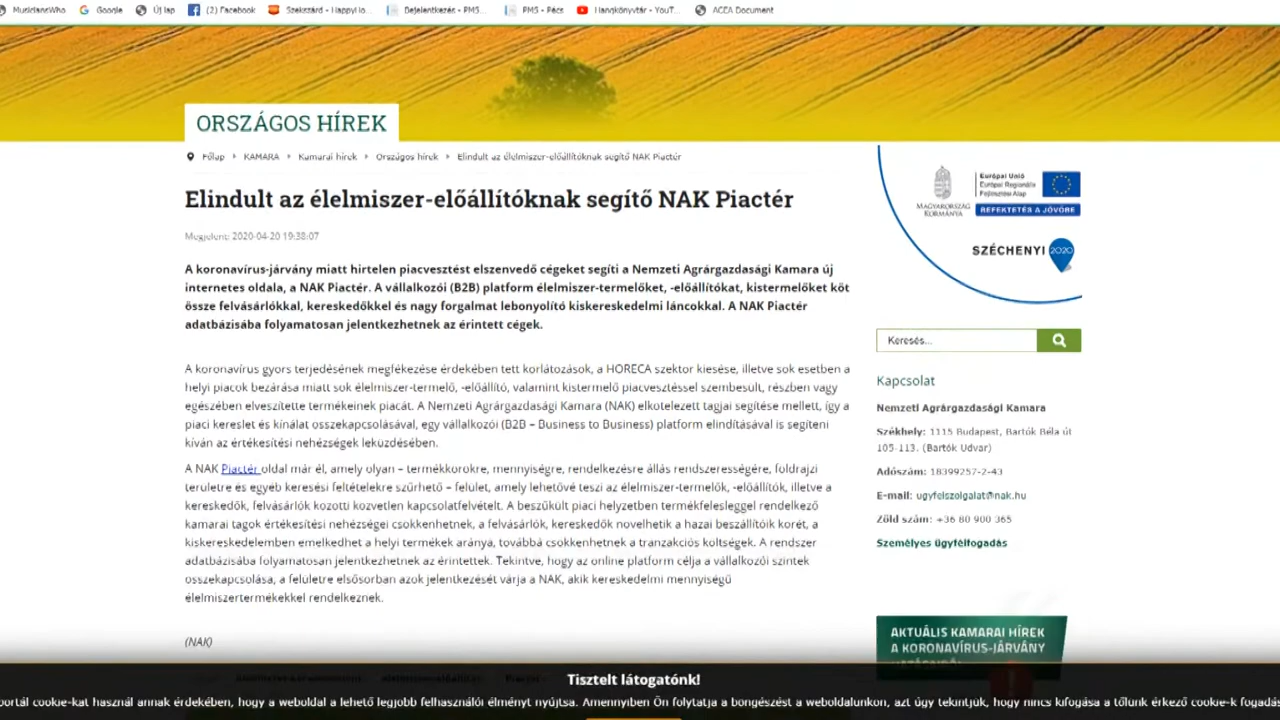 MusiciansWho
Google
Új lap
(2) Facebook
Szekszárd - HappyHo...
Bejelentkezés - PMS...
PMS - Pécs
Hangkönyvtár - YouT...
ACEA Document
ORSZÁGOS HÍREK
Főlap
KAMARA
Kamarai hírek
Országos hírek
Elindult az élelmiszer-előállítóknak segítő NAK Piactér
Elindult az élelmiszer-előállítóknak segítő NAK Piactér
Megjelent: 2020-04-20 19:38:07
A koronavírus-járvány miatt hirtelen piacvesztést elszenvedő cégeket segíti a Nemzeti Agrárgazdasági Kamara új
internetes oldala, a NAK Piactér. A vállalkozói (B2B) platform élelmiszer-termelőket, -előállítókat, kistermelőket köt
össze felvásárlókkal, kereskedőkkel és nagy forgalmat lebonyolító kiskereskedelmi láncokkal. A NAK Piactér
adatbázisába folyamatosan jelentkezhetnek az érintett cégek.
A koronavírus gyors terjedésének megfékezése érdekében tett korlátozások, a HORECA szektor kiesése, illetve sok esetben a
helyi piacok bezárása miatt sok élelmiszer-termelő, -előállító, valamint kistermelő piacvesztéssel szembesült, részben vagy
egészében elveszítette termékeinek piacát. A Nemzeti Agrárgazdasági Kamara (NAK) elkötelezett tagjai segítése mellett, így a
piaci kereslet és kínálat összekapcsolásával, egy vállalkozói (B2B – Business to Business) platform elindításával is segíteni
kíván az értékesítési nehézségek leküzdésében.
A NAK Piactér oldal már él, amely olyan – termékkörökre, mennyiségre, rendelkezésre állás rendszerességére, földrajzi
területre és egyéb keresési feltételekre szűrhető – felület, amely lehetővé teszi az élelmiszer-termelők, -előállítók, illetve a
kereskedők, felvásárlók közötti közvetlen kapcsolatfelvételt. A beszűkült piaci helyzetben termékfelesleggel rendelkező
kamarai tagok értékesítési nehézségei csökkenhetnek, a felvásárlók, kereskedők növelhetik a hazai beszállítóik körét, a
kiskereskedelemben emelkedhet a helyi termékek aránya, továbbá csökkenhetnek a tranzakciós költségek. A rendszer
adatbázisába folyamatosan jelentkezhetnek az érintettek. Tekintve, hogy az online platform célja a vállalkozói szintek
összekapcsolása, a felületre elsősorban azok jelentkezését várja a NAK, akik kereskedelmi mennyiségű
élelmiszertermékekkel rendelkeznek.
(NAK)
MAGYARORSZÁG
KORMÁNYA
Európai Unió
Európai Regionális
Fejlesztési Alap
BEFEKTETÉS A JÖVŐBE
SZÉCHENYI 2020
Keresés...
Kapcsolat
Nemzeti Agrárgazdasági Kamara
Székhely: 1115 Budapest, Bartók Béla út
105-113. (Bartók Udvar)
Adószám: 18399257-2-43
E-mail: ugyfelszolgalat@nak.hu
Zöld szám: +36 80 900 365
Személyes ügyfélfogadás
AKTUÁLIS KAMARAI HÍREK
A KORONAVÍRUS-JÁRVÁNY
Tisztelt látogatónk!
portál cookie-kat használ annak érdekében, hogy a weboldal a lehető legjobb felhasználói élményt nyújtsa. Amennyiben Ön folytatja a böngészést a weboldalunkon, azt úgy tekintjük, hogy nincs kifogása a tőlünk érkező cookie-k